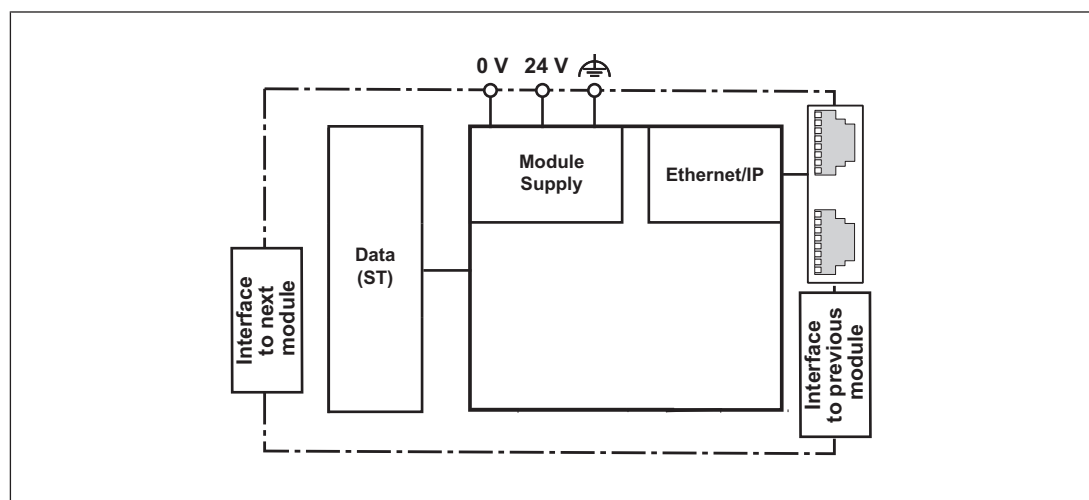 0 V 24 V
Module
Supply
Ethernet/IP
Data
(ST)
Interface
to next
module
Interface
to previous
module